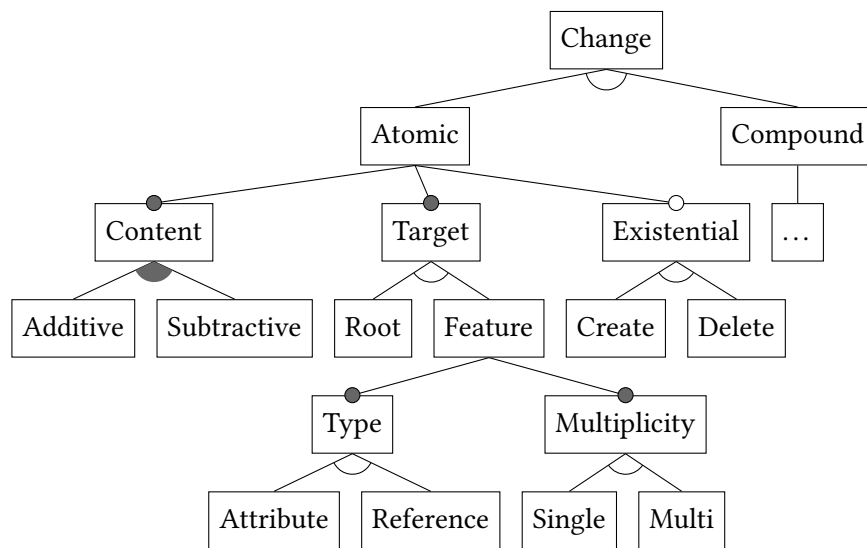 Change
Atomic
Compound
Content
Target
Existential
...
Additive
Subtractive
Root
Feature
Create
Delete
Type
Multiplicity
Attribute
Reference
Single
Multi